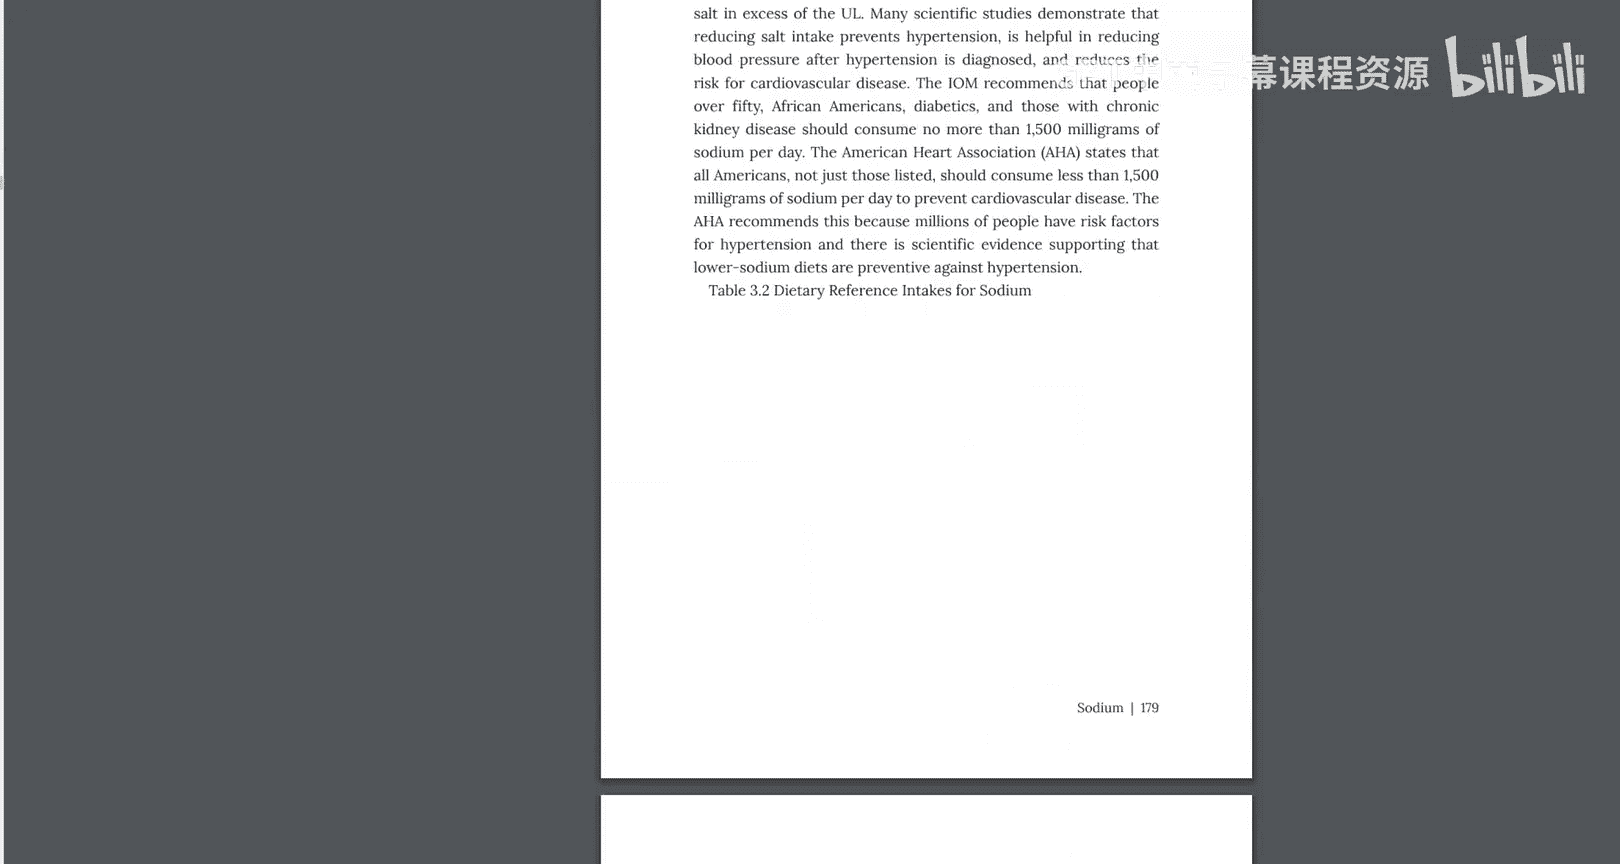 salt in excess of the UL. Many scientific studies demonstrate that
reducing salt intake prevents hypertension, is helpful in reducing
blood pressure after hypertension is diagnosed, and reduces the
risk for cardiovascular disease. The IOM recommends that people
over fifty, African Americans, diabetics, and those with chronic
kidney disease should consume no more than 1,500 milligrams of
sodium per day. The American Heart Association (AHA) states that
all Americans, not just those listed, should consume less than 1,500
milligrams of sodium per day to prevent cardiovascular disease. The
AHA recommends this because millions of people have risk factors
for hypertension and there is scientific evidence supporting that
lower-sodium diets are preventive against hypertension.
Table 3.2 Dietary Reference Intakes for Sodium
Sodium | 179
幕课程资源 bilibili